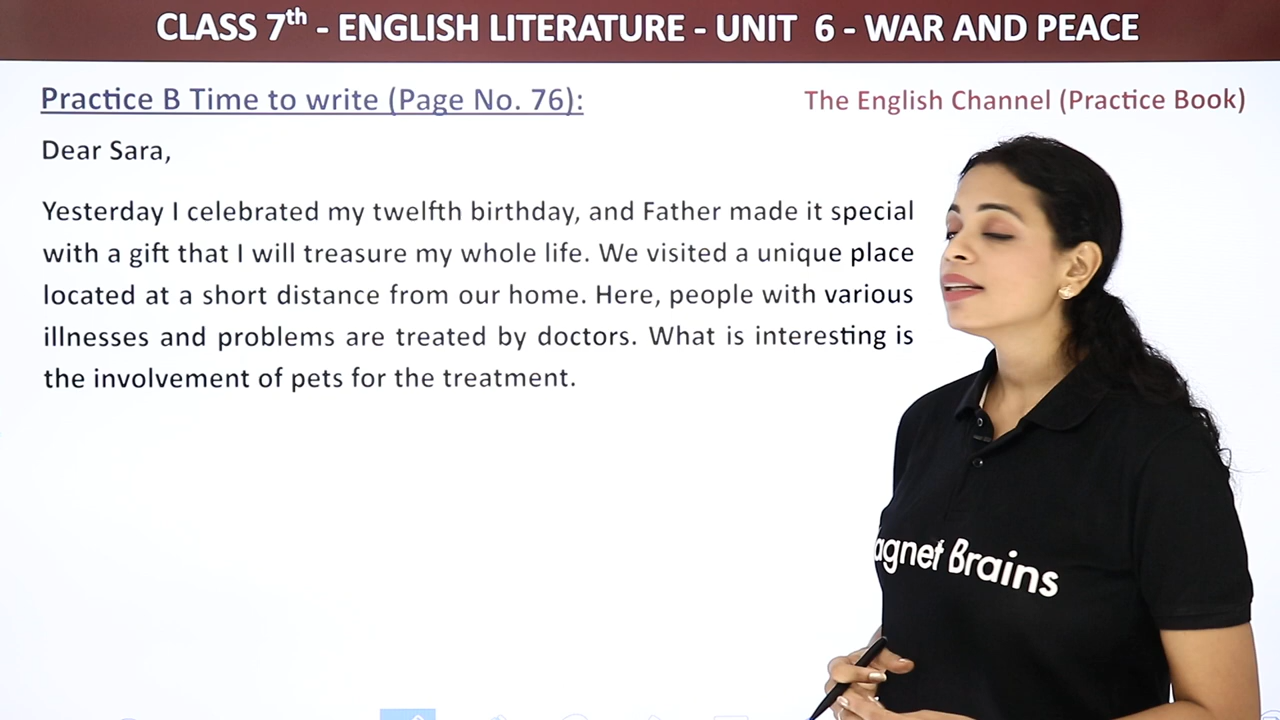 CLASS 7th - ENGLISH LITERATURE - UNIT 6 - WAR AND PEACE
Practice B Time to write (Page No. 76):
The English Channel (Practice Book)
Dear Sara,
Yesterday I celebrated my twelfth birthday, and Father made it special
with a gift that I will treasure my whole life. We visited a unique place
located at a short distance from our home. Here, people with various
illnesses and problems are treated by doctors. What is interesting is
the involvement of pets for the treatment.
agnet Brains